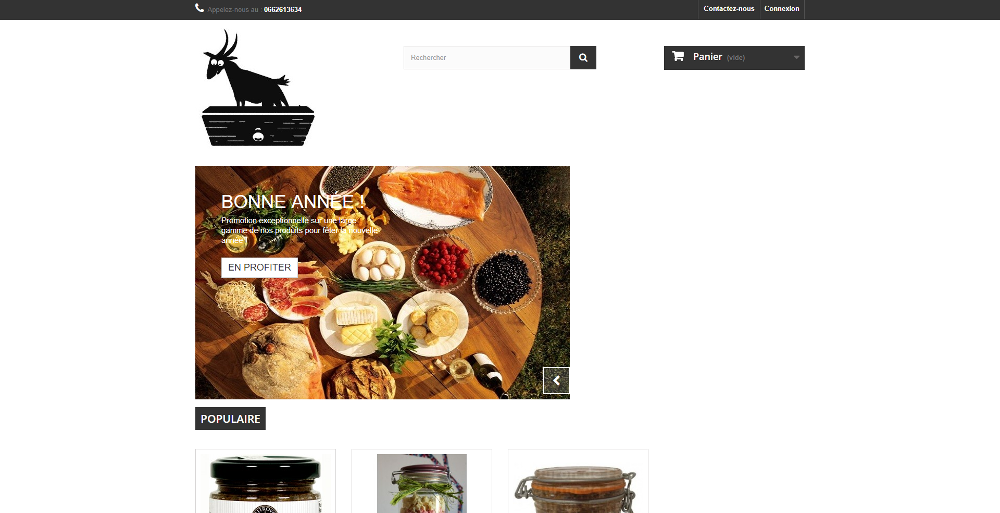 Appelez-nous au : 0662613634
Contactez-nous
Connexion
Rechercher
Panier (vide)
BONNE ANNÉE !
Promotion exceptionnelle sur une large
gamme de nos produits pour fêter la nouvelle
année !
EN PROFITER
POPULAIRE